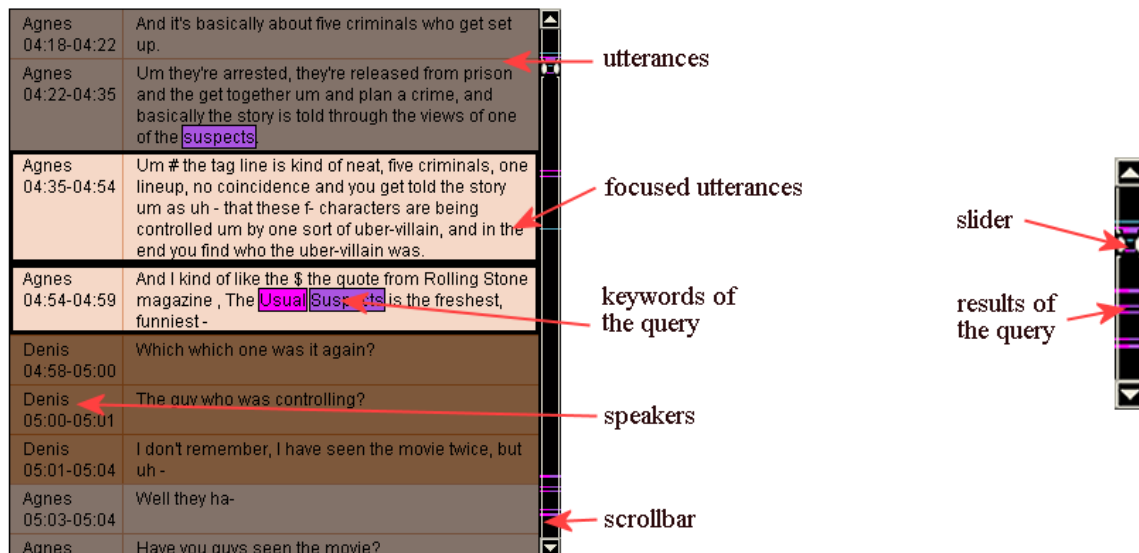 Agnes
04:18-04:22
And it's basically about five criminals who get set
up.
Agnes
04:22-04:35
Um they're arrested, they're released from prison
and the get together um and plan a crime, and
basically the story is told through the views of one
of the suspects.
Agnes
04:35-04:54
Um # the tag line is kind of neat, five criminals, one
lineup, no coincidence and you get told the story
um as uh - that these f- characters are being
controlled um by one sort of uber-villain, and in the
end you find who the uber-villain was.
Agnes
04:54-04:59
And I kind of like the $ the quote from Rolling Stone
magazine , The Usual Suspects is the freshest,
funniest -
Denis
04:58-05:00
Which which one was it again?
Denis
05:00-05:01
The guy who was controlling?
Denis
05:01-05:04
I don't remember, I have seen the movie twice, but
uh -
Agnes
05:03-05:04
Well they ha-
Agnes
Have you guys seen the movie?
utterances
focused utterances
keywords of
the query
speakers
scrollbar
slider
results of
the query